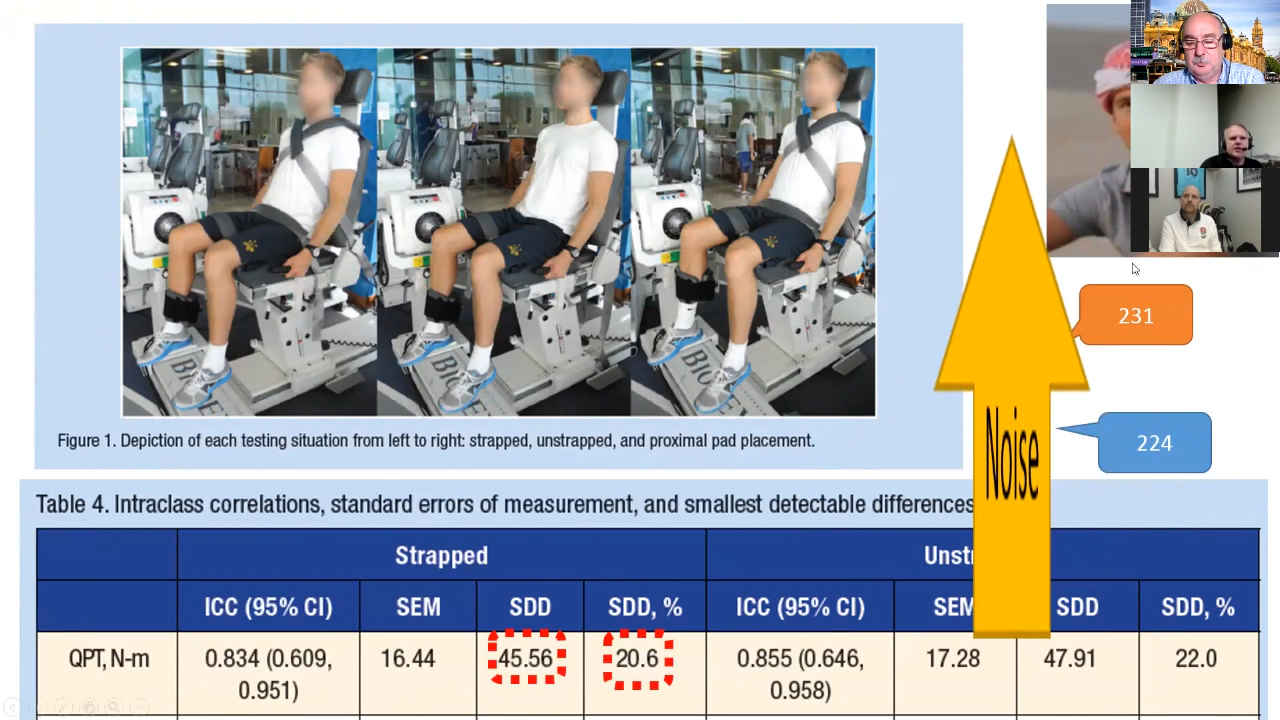 231
224
Noise
Figure 1. Depiction of each testing situation from left to right: strapped, unstrapped, and proximal pad placement.
Table 4. Intraclass correlations, standard errors of measurement, and smallest detectable differences
Strapped
ICC (95% CI) SEM SDD SDD, % ICC (95% CI) SDD SDD, %
QPT, N-m 0.834 (0.609, 16.44 45.56 20.6 0.855 (0.646, 17.28 47.91 22.0
0.951) 0.958)